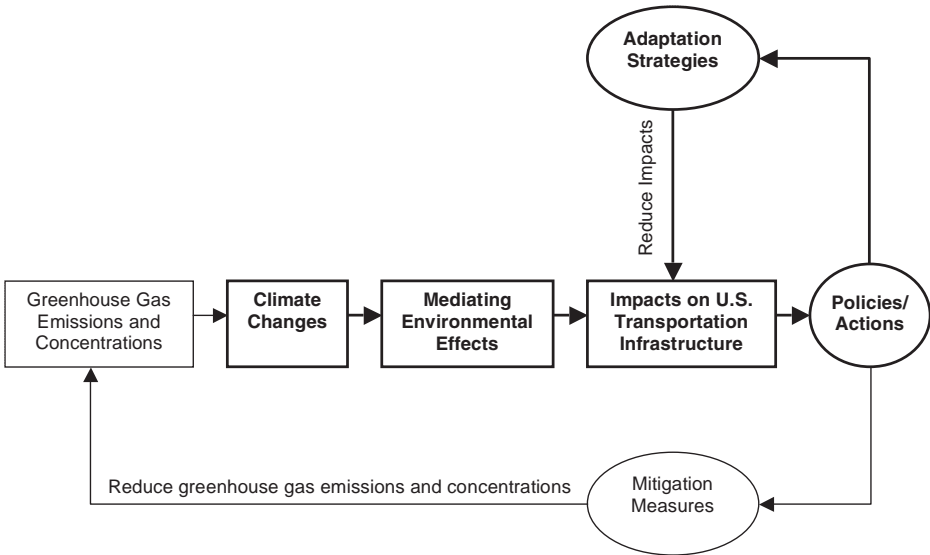 Adaptation
Strategies
Reduce Impacts
Greenhouse Gas
Emissions and
Concentrations
Climate
Changes
Mediating
Environmental
Effects
Impacts on U.S.
Transportation
Infrastructure
Policies/
Actions
Reduce greenhouse gas emissions and concentrations
Mitigation
Measures